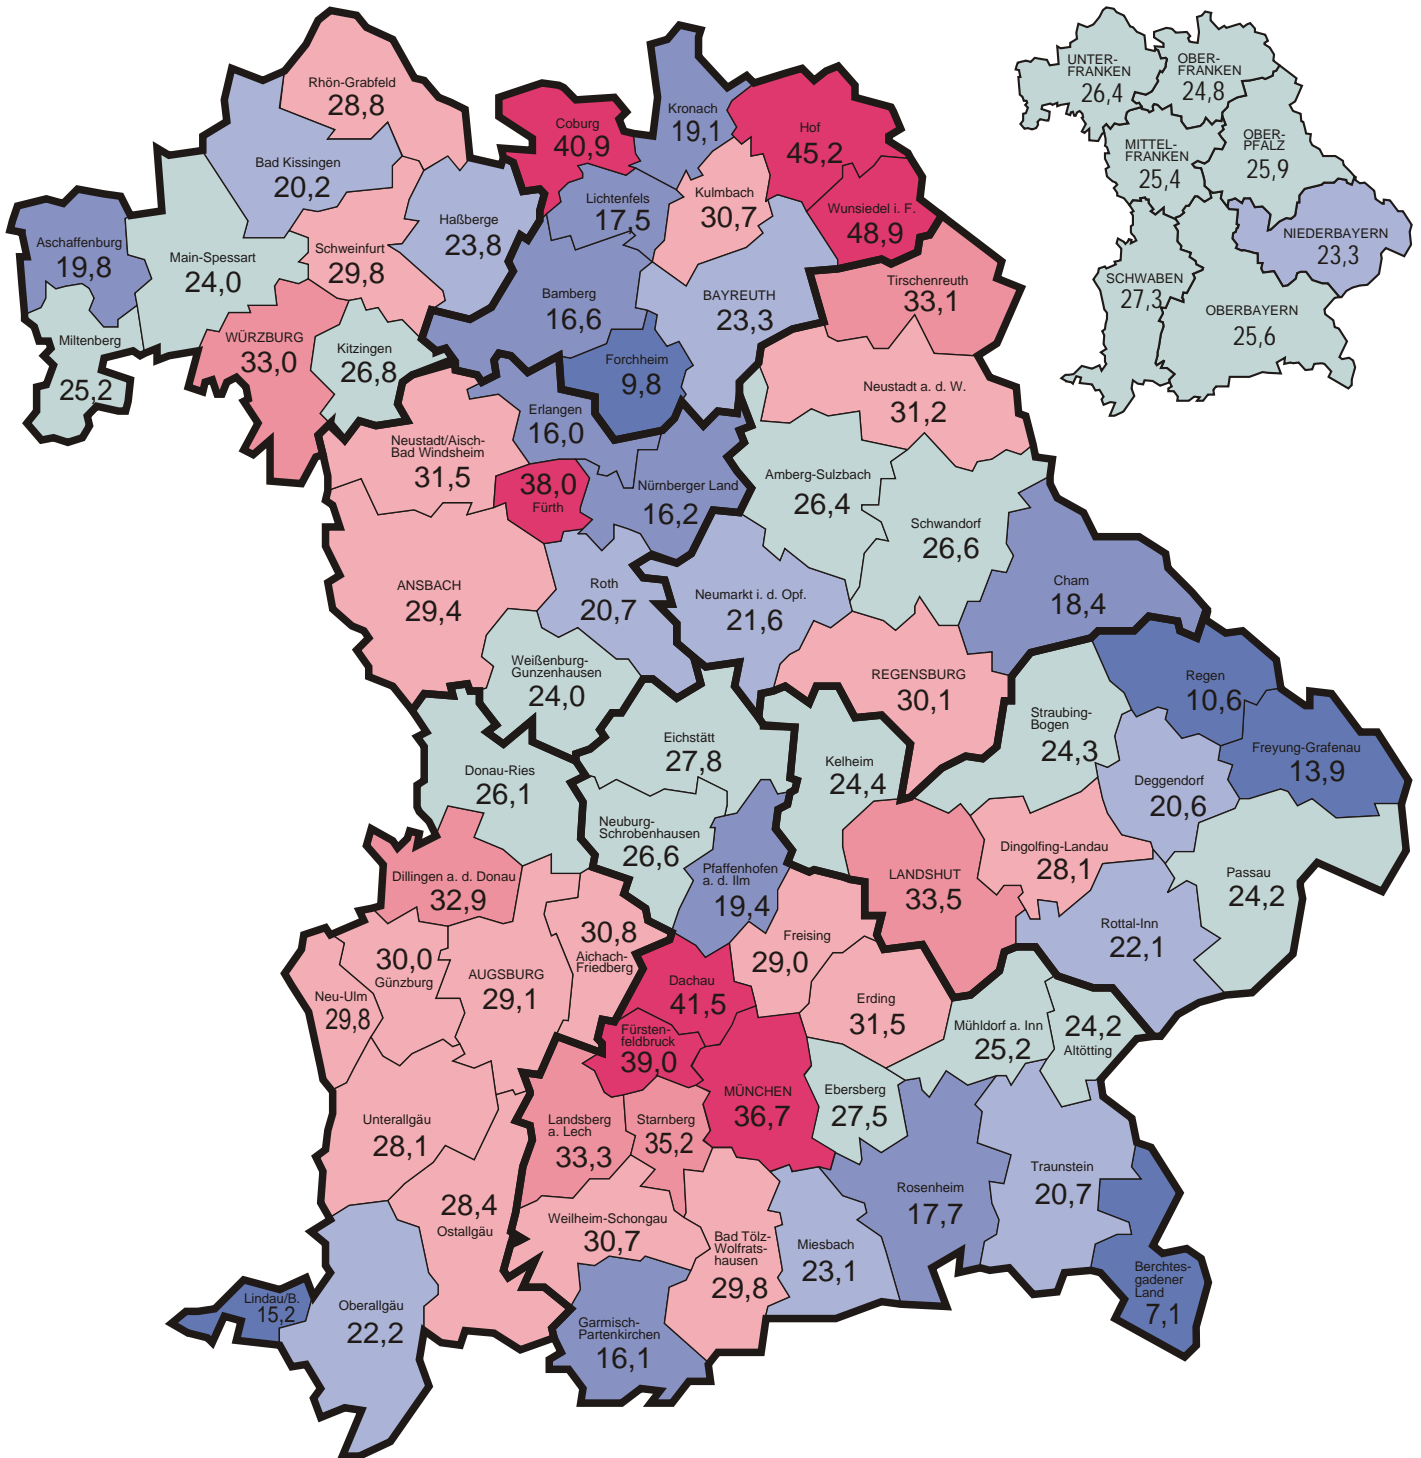 Rhön-Grabfeld
28,8
Bad Kissingen
20,2
Coburg
40,9
Kronach
19,1
Hof
45,2
Lichtenfels
17,5
Kulmbach
30,7
Wunsiedel i. F.
48,9
Haßberge
23,8
Schweinfurt
29,8
Aschaffenburg
19,8
Main-Spessart
24,0
Miltenberg
25,2
WÜRZBURG
33,0
Kitzingen
26,8
Bamberg
16,6
BAYREUTH
23,3
Forchheim
9,8
Tirschenreuth
33,1
Neustadt a. d. W.
31,2
Erlangen
16,0
Neustadt/Aisch-
Bad Windsheim
31,5
38,0
Fürth
Nürnberger Land
16,2
Amberg-Sulzbach
26,4
Schwandorf
26,6
Cham
18,4
ANSBACH
29,4
Roth
20,7
Neumarkt i. d. Opf.
21,6
Weißenburg-
Gunzenhausen
24,0
REGENSBURG
30,1
Regen
10,6
Freyung-Grafenau
13,9
Straubing-
Bogen
24,3
Deggendorf
20,6
Eichstätt
27,8
Kelheim
24,4
Donau-Ries
26,1
Neuburg-
Schrobenhausen
26,6
Pfaffenhofen
a. d. Ilm
19,4
LANDSHUT
33,5
Dingolfing-Landau
28,1
Passau
24,2
Rottal-Inn
22,1
Dillingen a. d. Donau
32,9
30,8
Aichach-
Friedberg
30,0
Günzburg
AUGSBURG
29,1
Neu-Ulm
29,8
Freising
29,0
Dachau
41,5
Erding
31,5
Mühldorf a. Inn
25,2
24,2
Altötting
Fürsten-
feldbruck
39,0
MÜNCHEN
36,7
Ebersberg
27,5
Unterallgäu
28,1
Landsberg
a. Lech
33,3
Starnberg
35,2
Rosenheim
17,7
Traunstein
20,7
28,4
Ostallgäu
Weilheim-Schongau
30,7
Bad Tölz-
Wolfrats-
hausen
29,8
Miesbach
23,1
Berchtes-
gadener
Land
7,1
Lindau/B.
15,2
Oberallgäu
22,2
Garmisch-
Partenkirchen
16,1
UNTER-
FRANKEN
26,4
OBER-
FRANKEN
24,8
MITTEL-
FRANKEN
25,4
OBER-
PFALZ
25,9
NIEDERBAYERN
23,3
SCHWABEN
27,3
OBERBAYERN
25,6